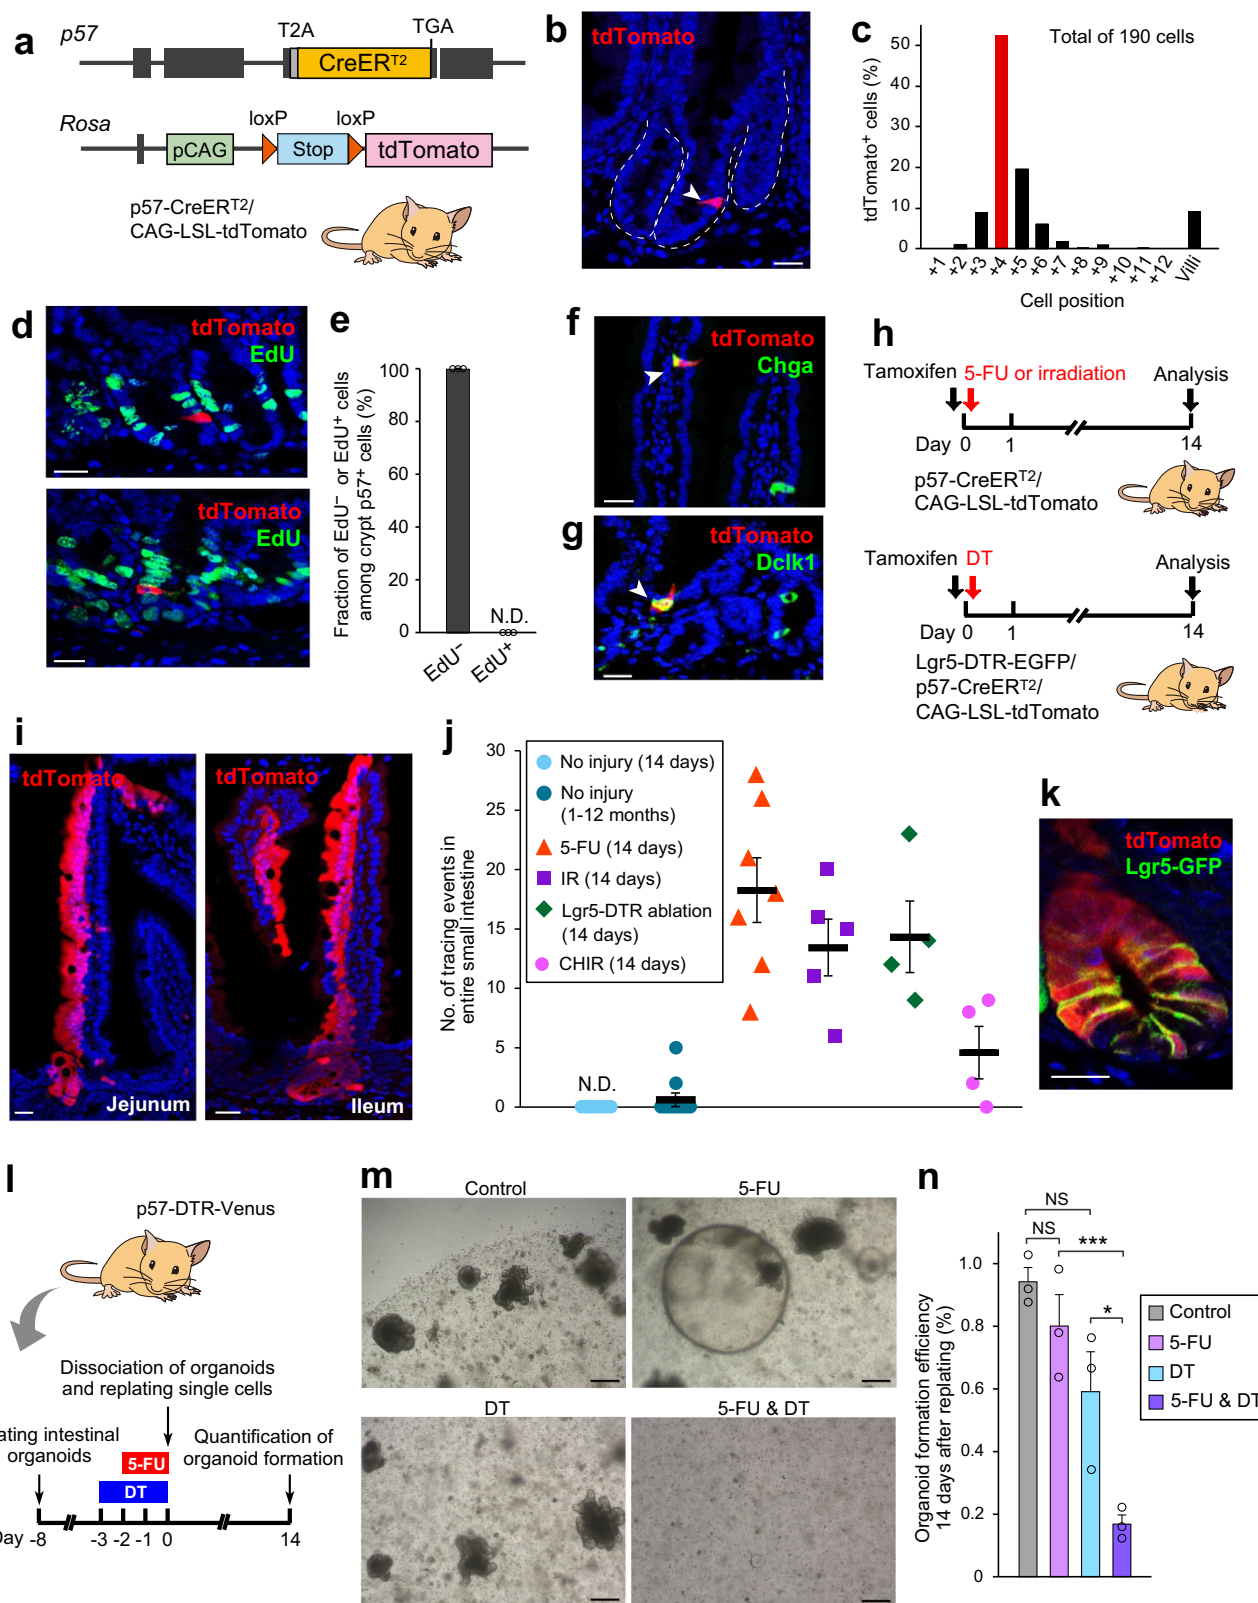 a
p57
T2A
TGA
CreERT2
Rosa
loxP
loxP
pCAG
Stop
tdTomato
p57-CreERT2/
CAG-LSL-tdTomato
b
tdTomato
c
Total of 190 cells
tdTomato+ cells (%)
50
40
30
20
10
0
+1
+2
+3
+4
+5
+6
+7
+8
+9
+10
+11
+12
Villi
Cell position
d
tdTomato
EdU
tdTomato
EdU
e
Fraction of EdU− or EdU+ cells
among crypt p57+ cells (%)
100
80
60
40
20
0
N.D.
EdU−
EdU+
f
tdTomato
Chga
g
tdTomato
Dclk1
h
Tamoxifen
5-FU or irradiation
Analysis
Day
0
1
14
p57-CreERT2/
CAG-LSL-tdTomato
Tamoxifen
DT
Analysis
Day
0
1
14
Lgr5-DTR-EGFP/
p57-CreERT2/
CAG-LSL-tdTomato
i
tdTomato
Jejunum
tdTomato
Ileum
j
No. of tracing events in
entire small intestine
30
25
20
15
10
5
0
No injury (14 days)
No injury
(1-12 months)
5-FU (14 days)
IR (14 days)
Lgr5-DTR ablation
(14 days)
CHIR (14 days)
N.D.
k
tdTomato
Lgr5-GFP
l
p57-DTR-Venus
Dissociation of organoids
and replating single cells
ating intestinal
organoids
5-FU
DT
Quantification of
organoid formation
Day
-8
-3
-2
-1
0
14
m
Control
5-FU
DT
5-FU & DT
n
NS
NS
***
*
Organoid formation efficiency
14 days after replating (%)
1.0
0.8
0.6
0.4
0.2
0
Control
5-FU
DT
5-FU & DT